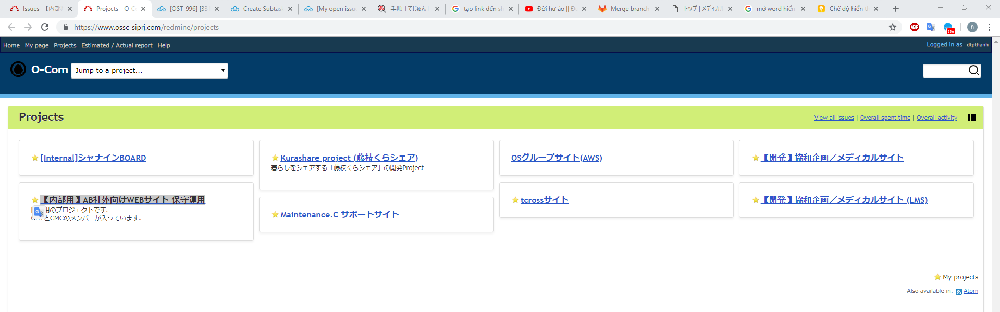 Issues - 【内部
Projects - O-C
[OST-996] [33
Create Subtas
[My open issu
手順「てじゅん」
tạo link đến sh
Đời hư ảo || Đ
Merge branch
トップ | メディカル
mở word hiển
Chế độ hiển th
https://www.ossc-siprj.com/redmine/projects
ABP
On
n
Home My page Projects Estimated / Actual report Help
Logged in as dtpthanh
O-Com
Jump to a project...
Projects
View all issues | Overall spent time | Overall activity
[Internal]シャナインBOARD
Kurashare project (藤枝くらシェア)
暮らしをシェアする「藤枝くらシェア」の開発Project
OSグループサイト(AWS)
【開発】協和企画／メディカルサイト
【内部用】AB社外向けWEBサイト 保守運用
用のプロジェクトです。
とCMCのメンバーが入っています。
Maintenance.C サポートサイト
tcrossサイト
【開発】協和企画／メディカルサイト (LMS)
My projects
Also available in: Atom